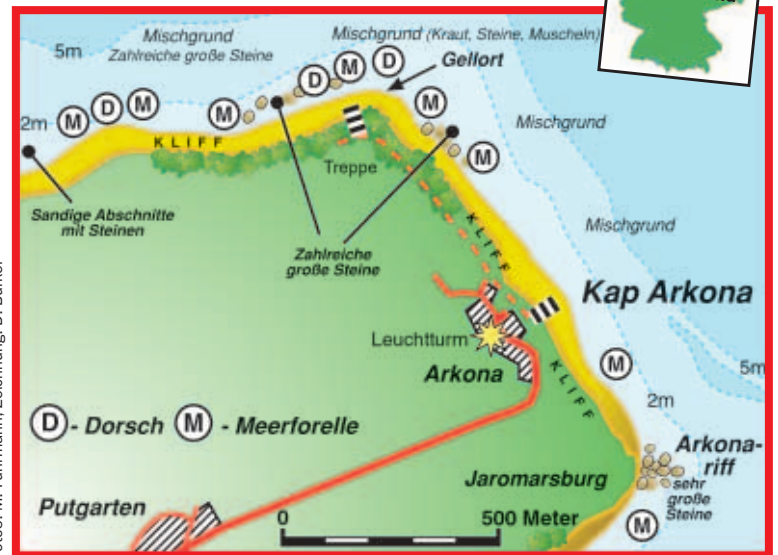 5m
Mischgrund
Zahlreiche große Steine
Mischgrund (Kraut, Steine, Muscheln)
D
M
D
Gellort
M
D
M
M
M
2m
KLIFF
Mischgrund
M
Treppe
Sandige Abschnitte
mit Steinen
Zahlreiche
große Steine
KLIFF
Mischgrund
Kap Arkona
Leuchtturm
Arkona
KLIFF
M
5m
2m
D - Dorsch M - Meerforelle
Arkona-
riff
sehr
große
Steine
Jaromarsburg
Putgarten
0
500 Meter
M